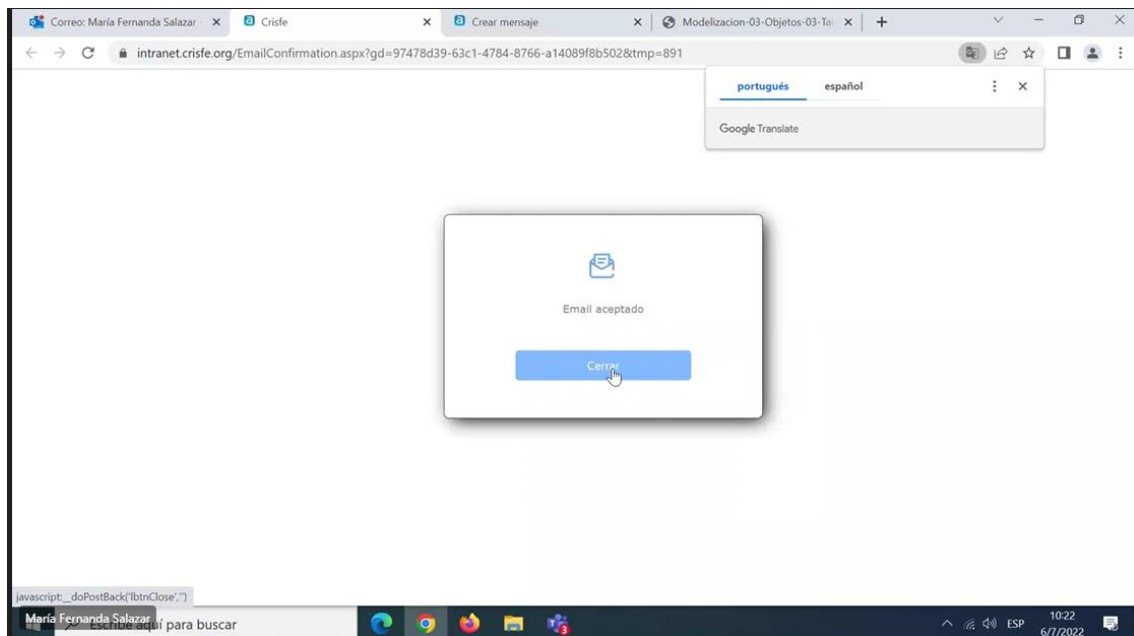 Correo: María Fernanda Salazar
Crisfe
Crear mensaje
Modelizacion-03-Objetos-03-Ta
intranet.crisfe.org/EmailConfirmation.aspx?gd=97478d39-63c1-4784-8766-a14089f8b502&tmp=891
portugués español
Google Translate
Email aceptado
Cerrar
javascript:__doPostBack('lbtnClose','')
María Fernanda Salazar
Escribe aquí para buscar
3
ESP
10:22
6/7/2022